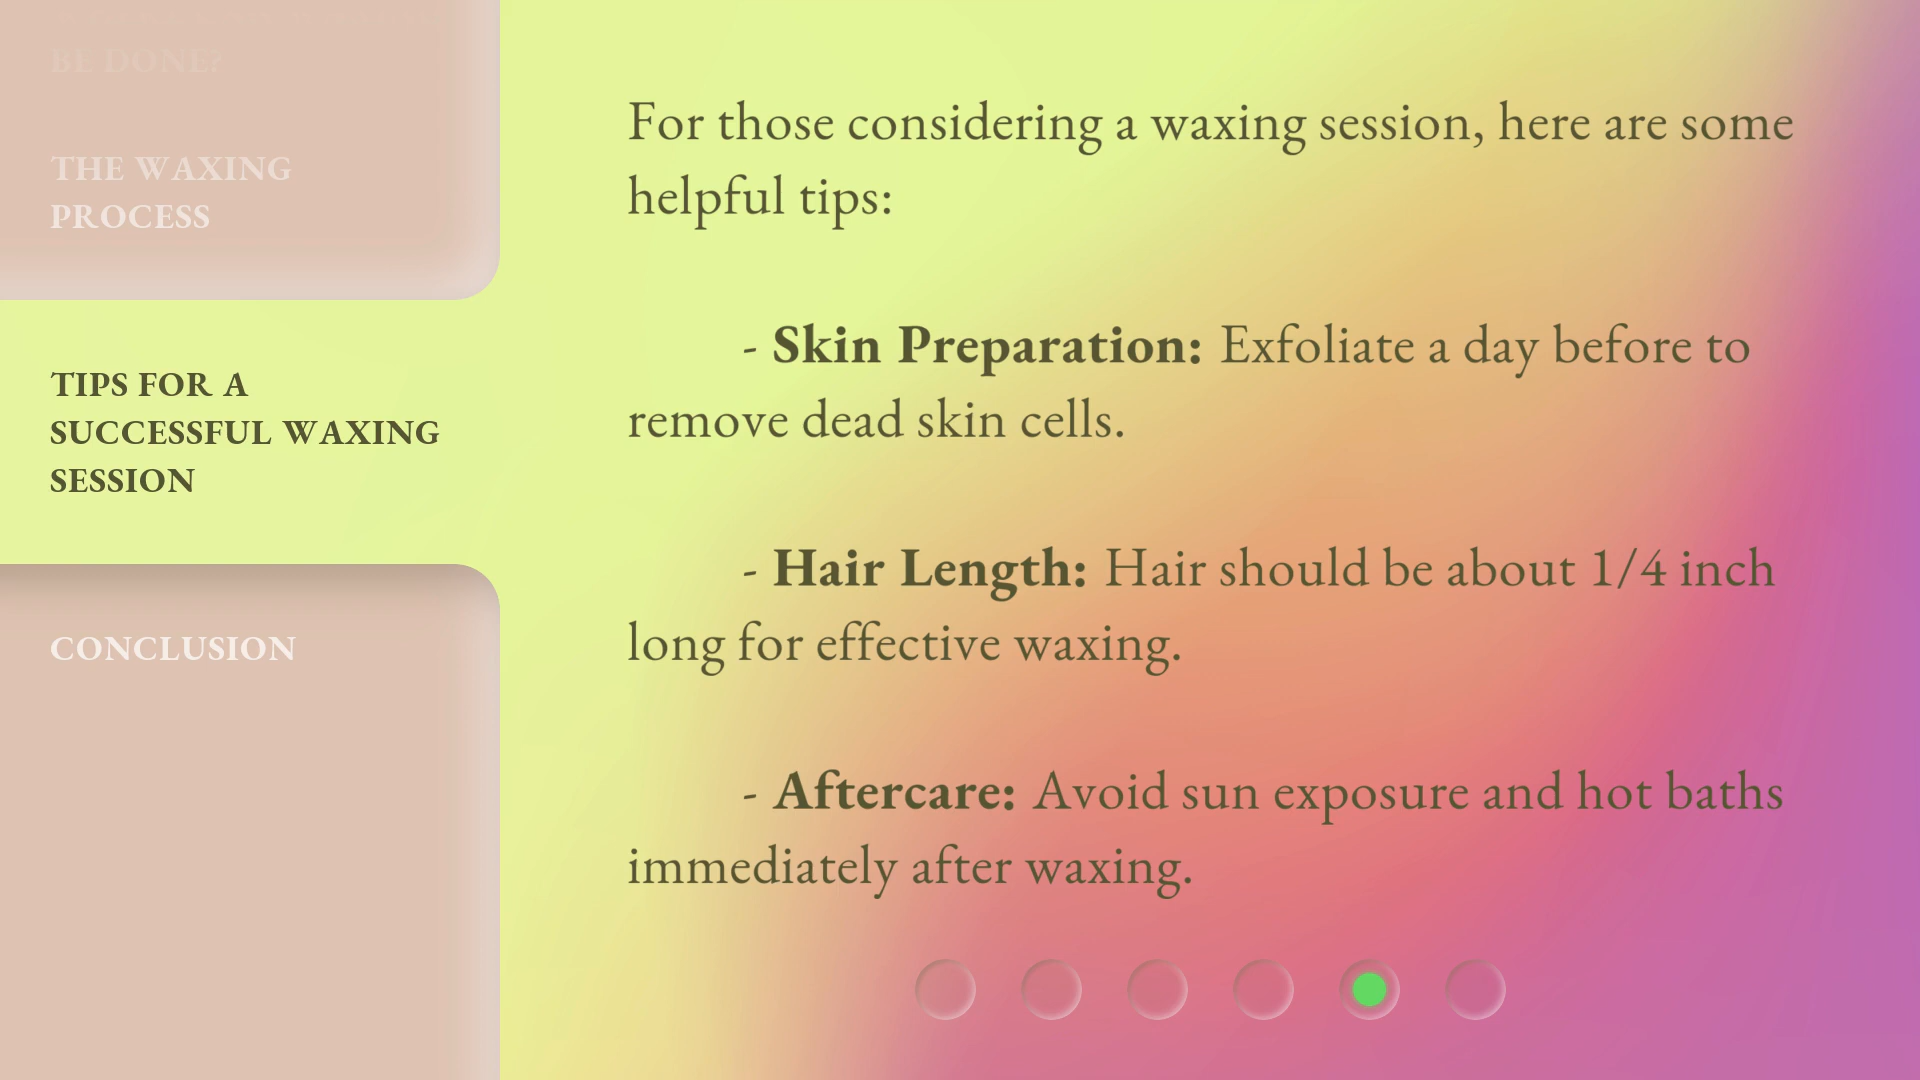 BE DONE?
THE WAXING
PROCESS
TIPS FOR A
SUCCESSFUL WAXING
SESSION
CONCLUSION
For those considering a waxing session, here are some
helpful tips:
- Skin Preparation: Exfoliate a day before to
remove dead skin cells.
- Hair Length: Hair should be about 1/4 inch
long for effective waxing.
- Aftercare: Avoid sun exposure and hot baths
immediately after waxing.